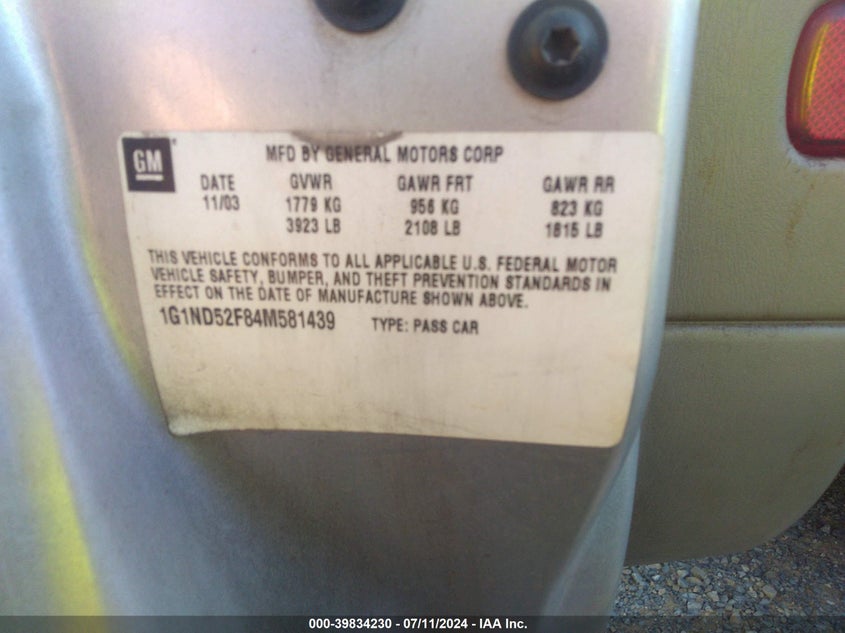 GM
MFD BY GENERAL MOTORS CORP
DATE GVWR GAWR FRT GAWR RR
11/03 1779 KG 956 KG 823 KG
3923 LB 2108 LB 1815 LB
THIS VEHICLE CONFORMS TO ALL APPLICABLE U.S. FEDERAL MOTOR
VEHICLE SAFETY, BUMPER, AND THEFT PREVENTION STANDARDS IN
EFFECT ON THE DATE OF MANUFACTURE SHOWN ABOVE.
1G1ND52F84M581439 TYPE: PASS CAR
000-39834230 - 07/11/2024 - IAA Inc.